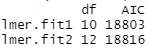 df   AIC
lmer.fit1 10 18803
lmer.fit2 12 18816